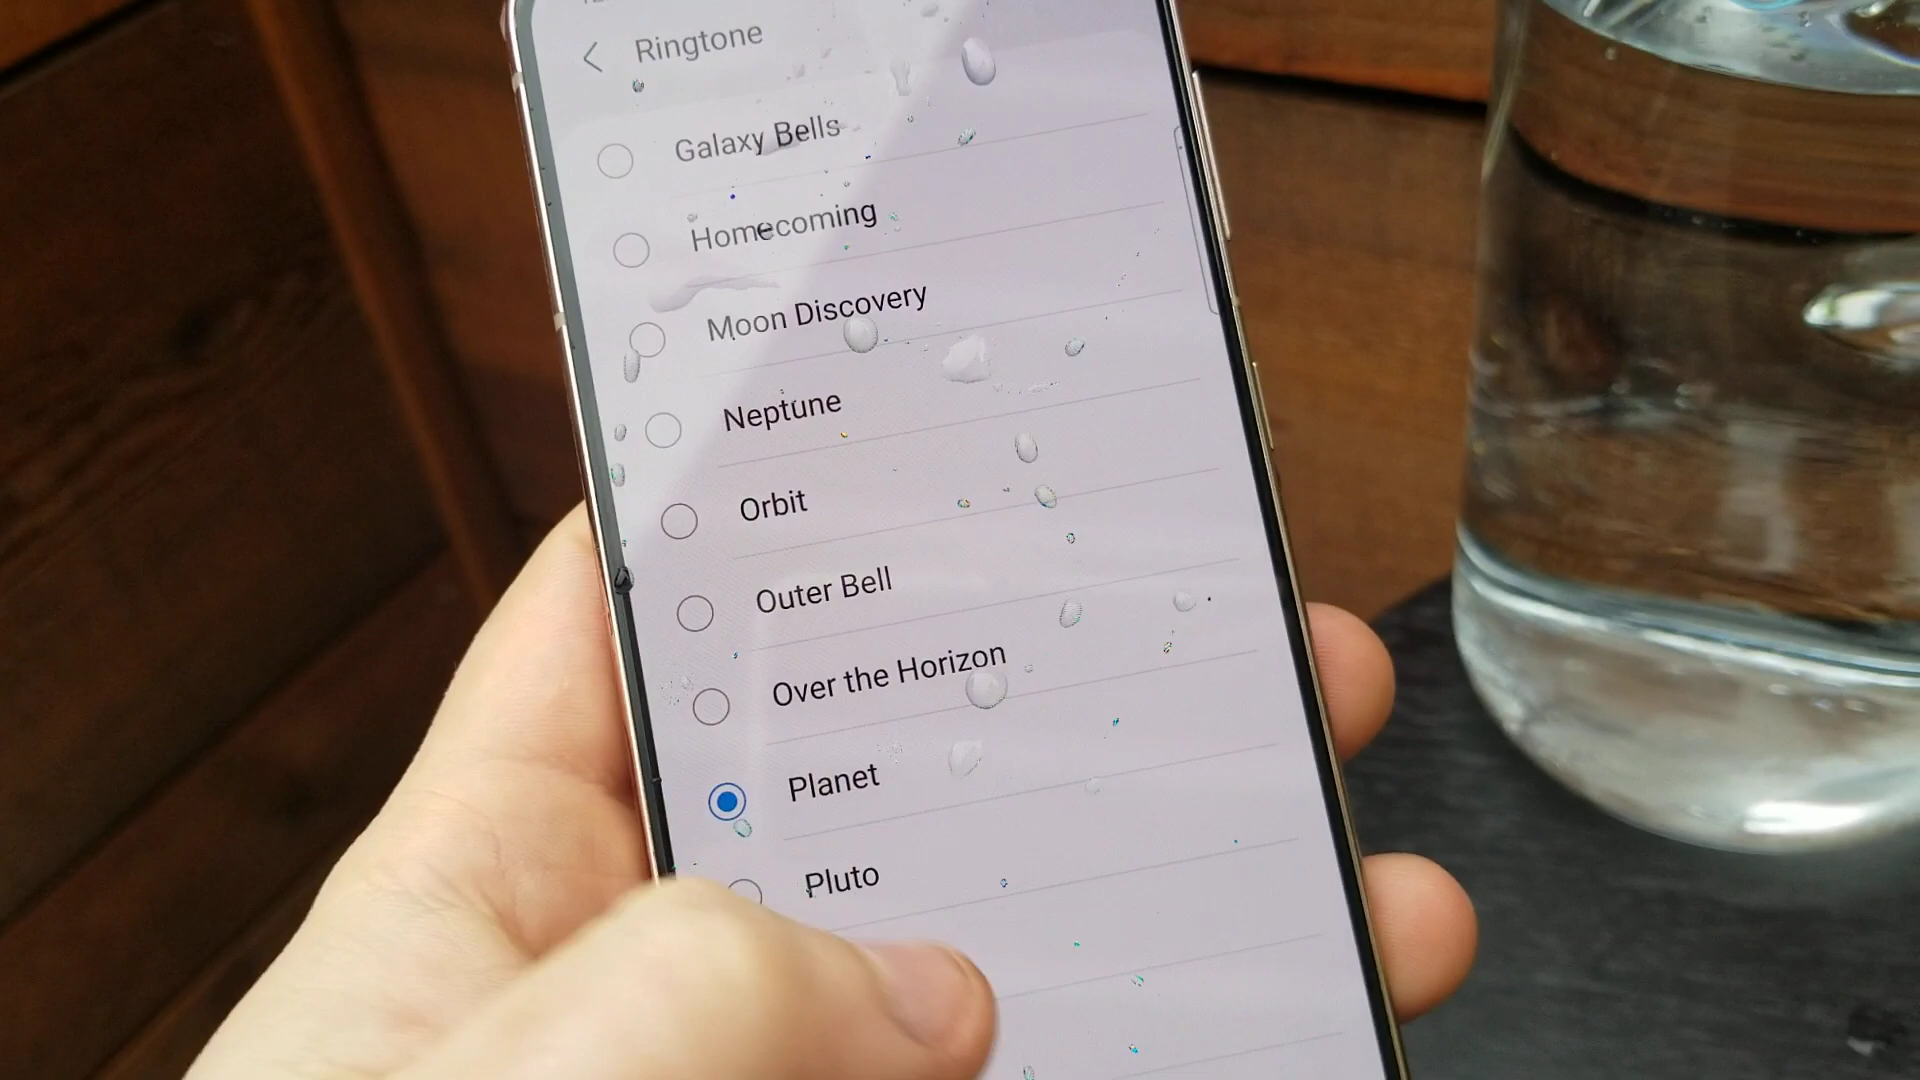 Ringtone
Galaxy Bells
Homecoming
Moon Discovery
Neptune
Orbit
Outer Bell
Over the Horizon
Planet
Pluto